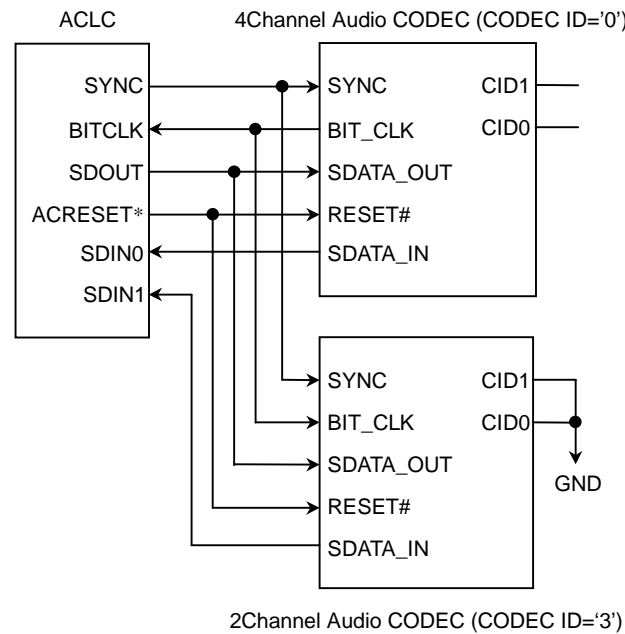 ACLC
4Channel Audio CODEC (CODEC ID='0')
SYNC
BITCLK
SDOUT
ACRESET*
SDIN0
SDIN1
SYNC
BIT_CLK
SDATA_OUT
RESET#
SDATA_IN
CID1
CID0
SYNC
BIT_CLK
SDATA_OUT
RESET#
SDATA_IN
CID1
CID0
GND
2Channel Audio CODEC (CODEC ID=‘3’)